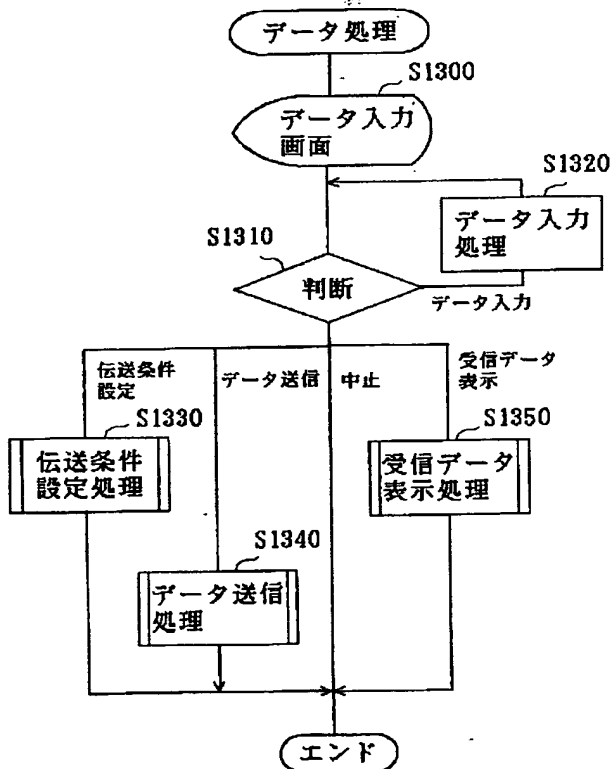 データ処理
S1300
データ入力
画面
S1320
データ入力
処理
S1310
判断
データ入力
伝送条件
設定
データ送信
中止
受信データ
表示
S1330
伝送条件
設定処理
S1350
受信データ
表示処理
S1340
データ送信
処理
エンド